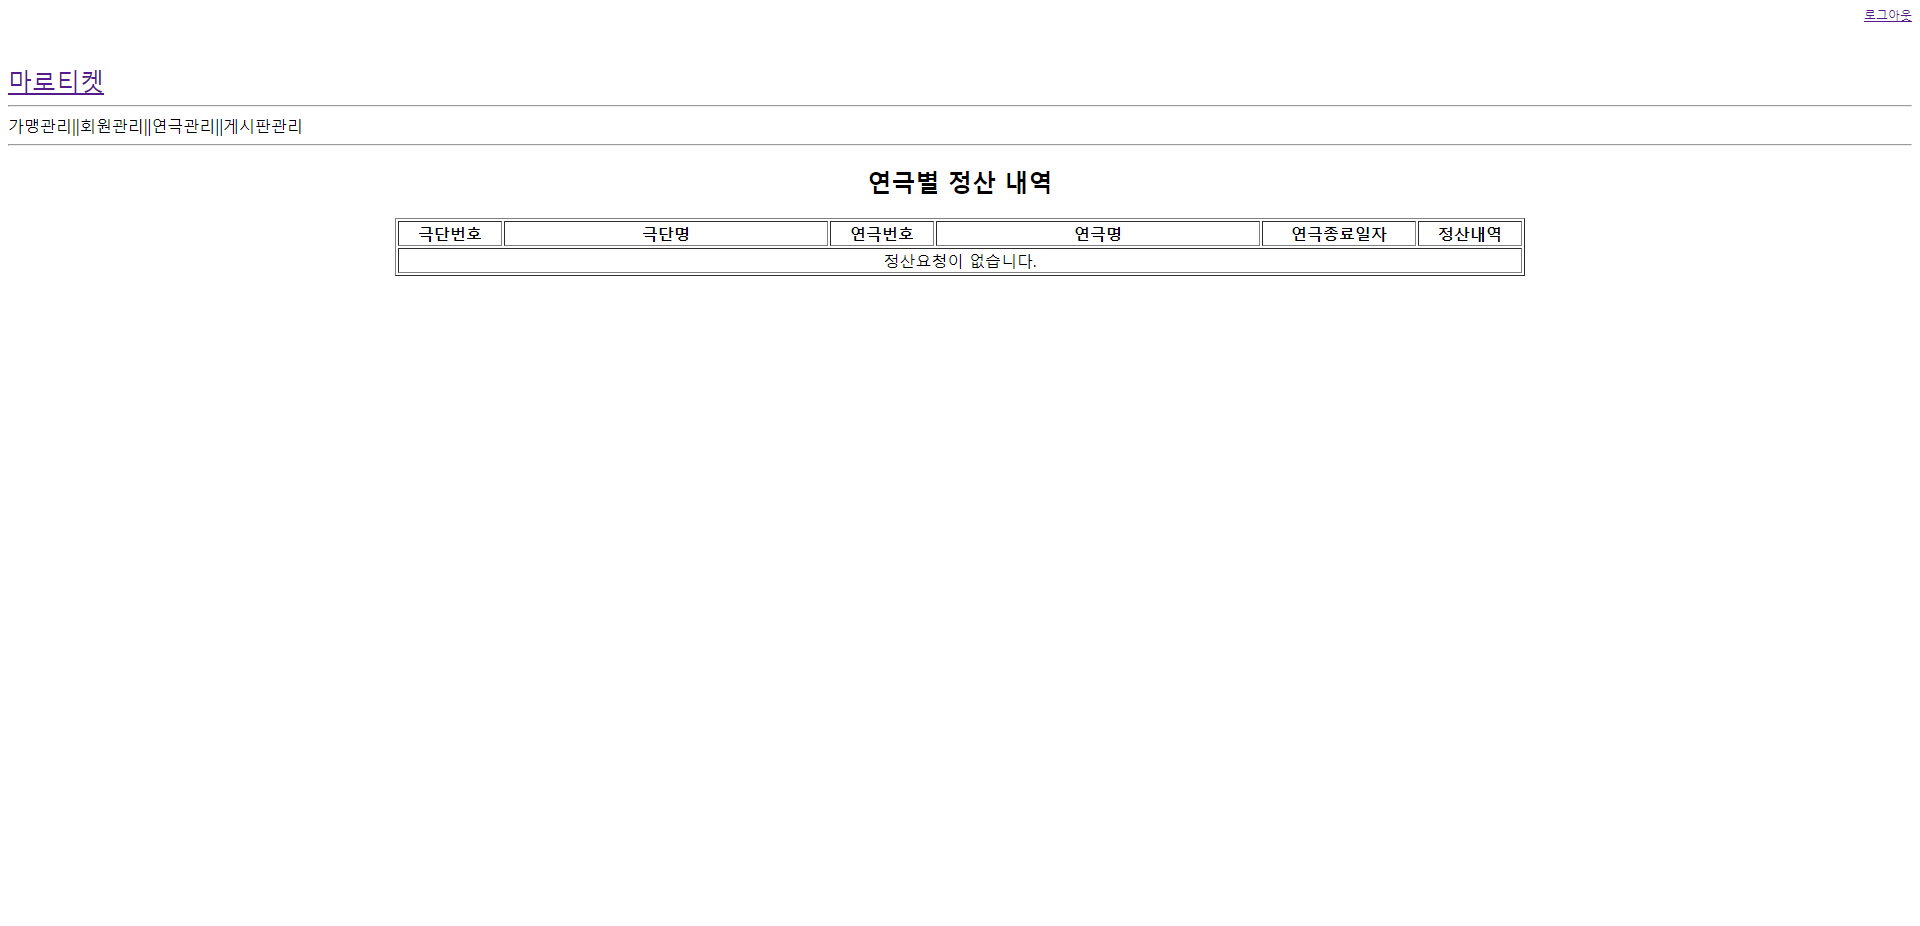 로그아웃
마로티켓
가맹관리||회원관리||연극관리||게시판관리
연극별 정산 내역
극단번호 극단명 연극번호 연극명 연극종료일자 정산내역
정산요청이 없습니다.